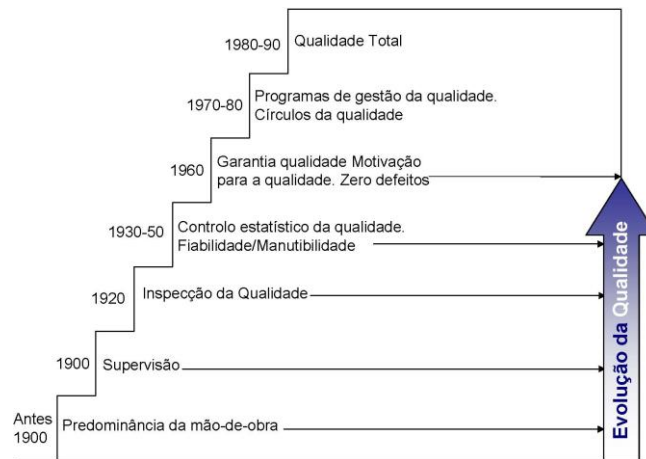 1980-90 Qualidade Total
1970-80 Programas de gestão da qualidade.
Círculos da qualidade
1960 Garantia qualidade Motivação
para a qualidade. Zero defeitos
1930-50 Controlo estatístico da qualidade.
Fiabilidade/Manutibilidade
1920 Inspecção da Qualidade
1900 Supervisão
Antes
1900 Predominância da mão-de-obra
Evolução da Qualidade